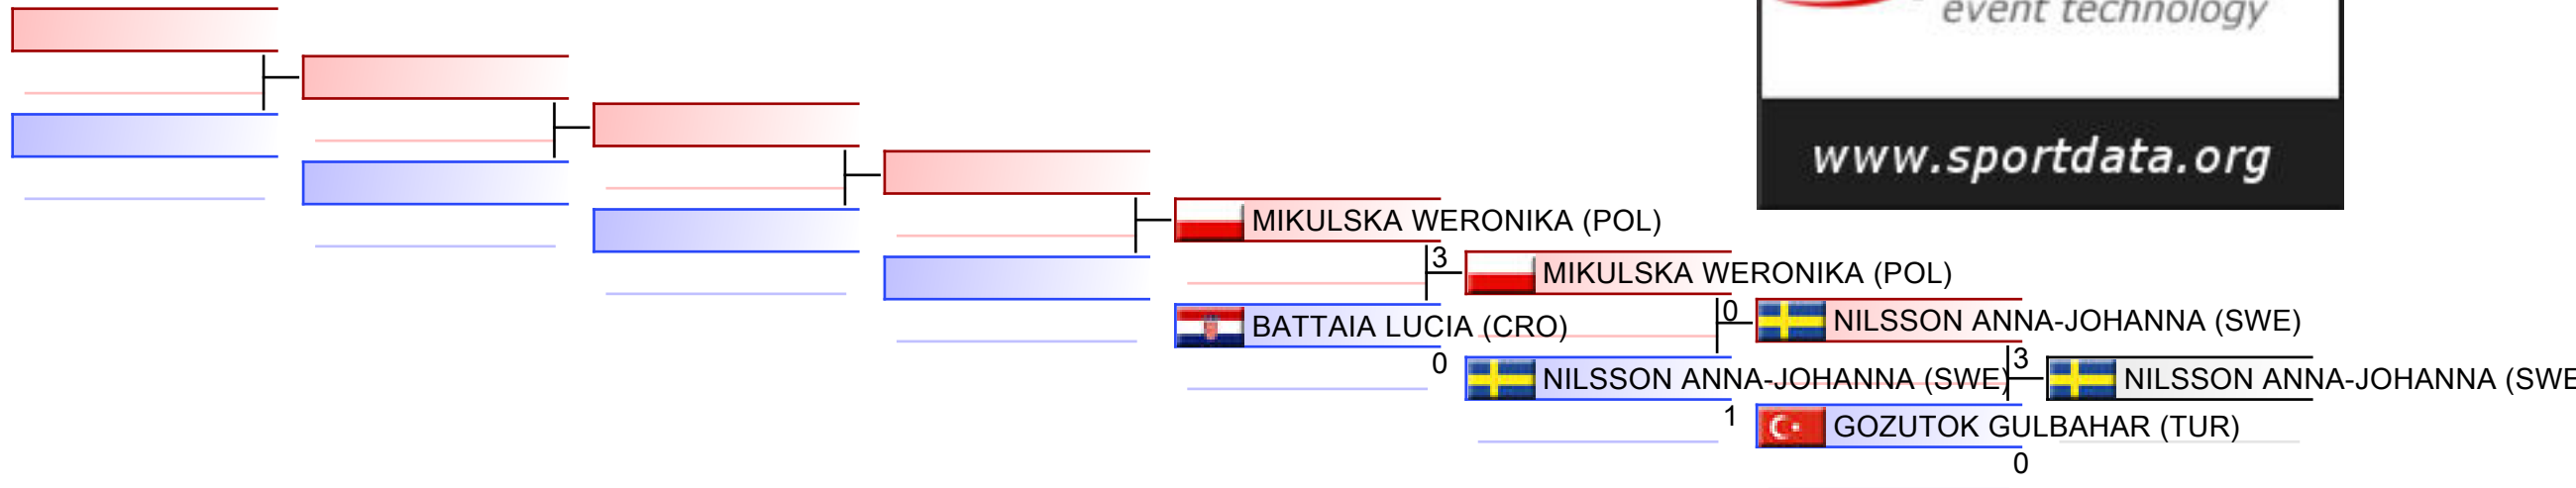 event technology
www.sportdata.org
MIKULSKA WERONIKA (POL)
3
MIKULSKA WERONIKA (POL)
0
BATTAIA LUCIA (CRO)
0
NILSSON ANNA-JOHANNA (SWE)
3
NILSSON ANNA-JOHANNA (SWE)
1
NILSSON ANNA-JOHANNA (SWE
GOZUTOK GULBAHAR (TUR)
0